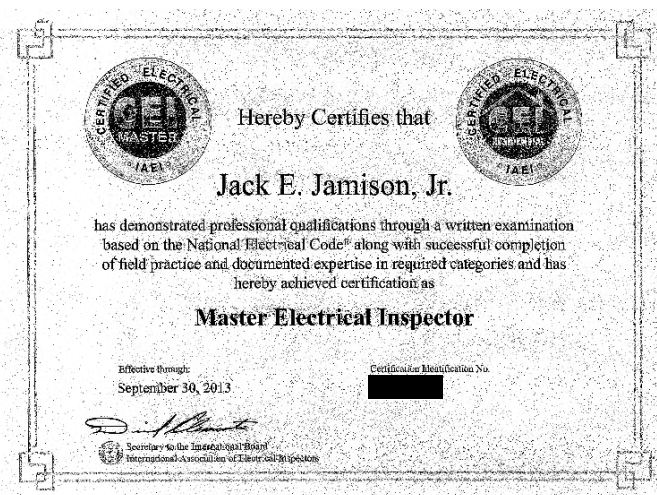 CERTIFIED ELECTRICAL
CEI
MASTER
IAEI
CERTIFIED ELECTRICAL
CEI
IAEI
Hereby Certifies that
Jack E. Jamison, Jr.
has demonstrated professional qualifications through a written examination
based on the National Electrical Code® along with successful completion
of field practice and documented expertise in required categories and has
hereby achieved certification as
Master Electrical Inspector
Effective through:
September 30, 2013
Certification Identification No.
Secretary to the International Board
International Association of Electrical Inspectors